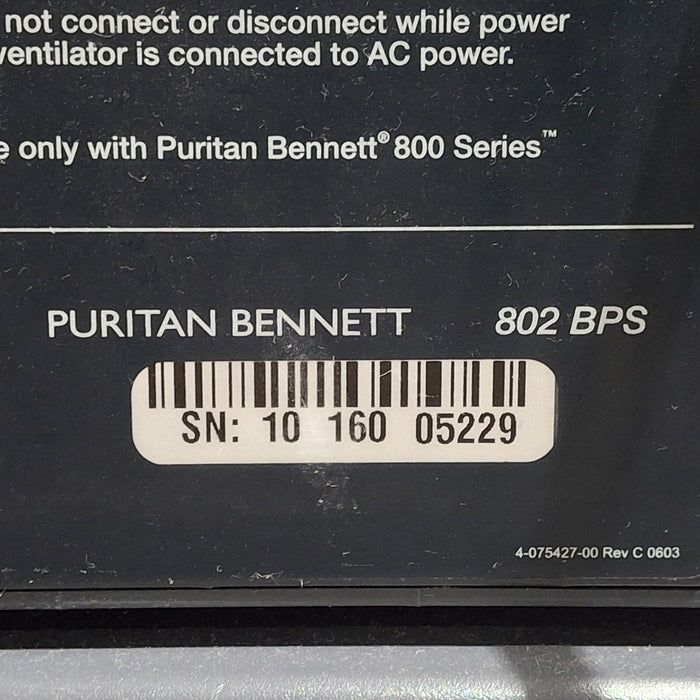 not connect or disconnect while power
ventilator is connected to AC power.
only with Puritan Bennett® 800 Series™
PURITAN BENNETT 802 BPS
SN: 10 160 05229
4-075427-00 Rev C 0603